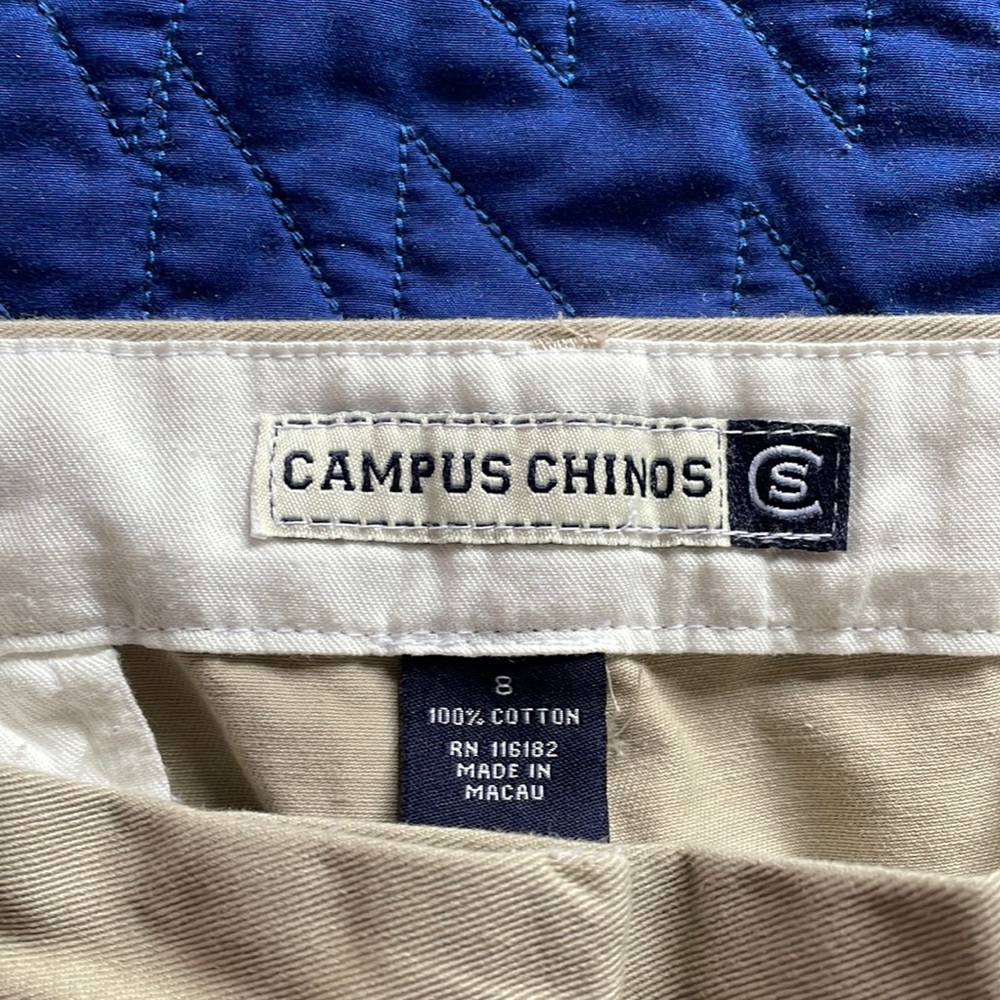 CAMPUS CHINOS CS
8
100% COTTON
RN 116182
MADE IN
MACAU